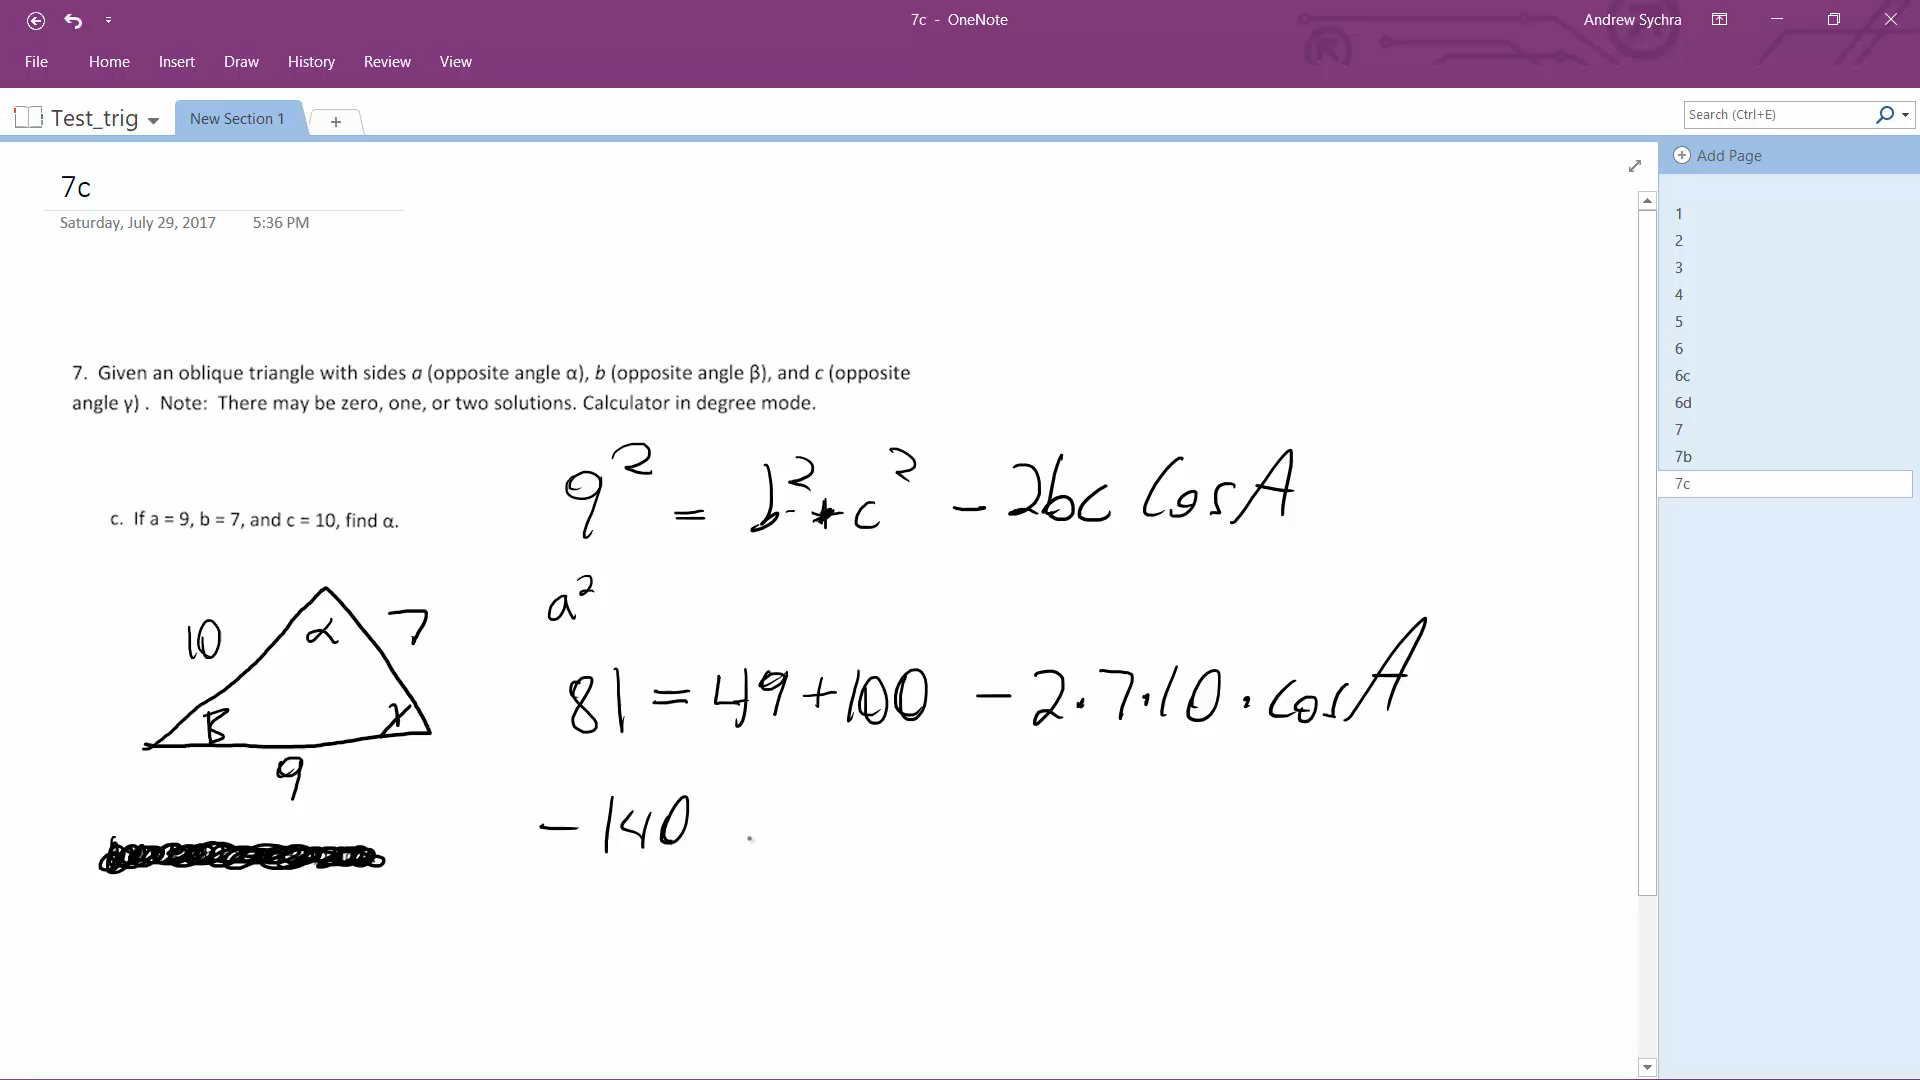 7c - OneNote
Andrew Sychra
File Home Insert Draw History Review View
Test_trig
New Section 1
+
Search (Ctrl+E)
Add Page
7c
Saturday, July 29, 2017 5:36 PM
1
2
3
4
5
6
6c
6d
7
7b
7c
7. Given an oblique triangle with sides a (opposite angle α), b (opposite angle β), and c (opposite
angle γ) . Note: There may be zero, one, or two solutions. Calculator in degree mode.
c. If a = 9, b = 7, and c = 10, find α.
9² = b² + c² - 2bc CosA
a²
10
α
7
β
γ
9
81 = 49 + 100 - 2·7·10·cosA
-140